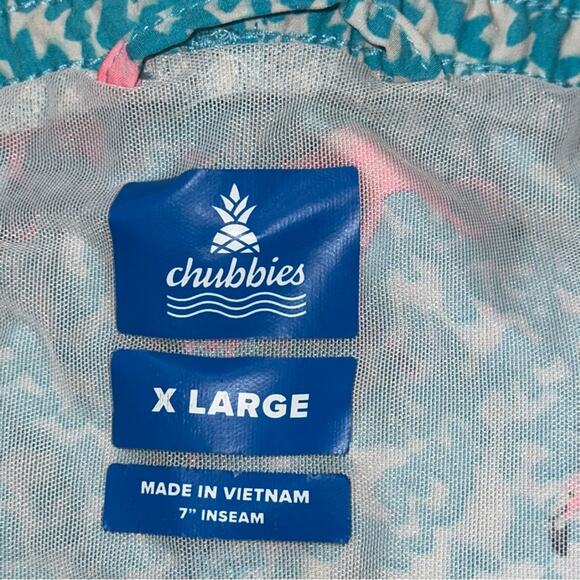 chubbies
X LARGE
MADE IN VIETNAM
7” INSEAM